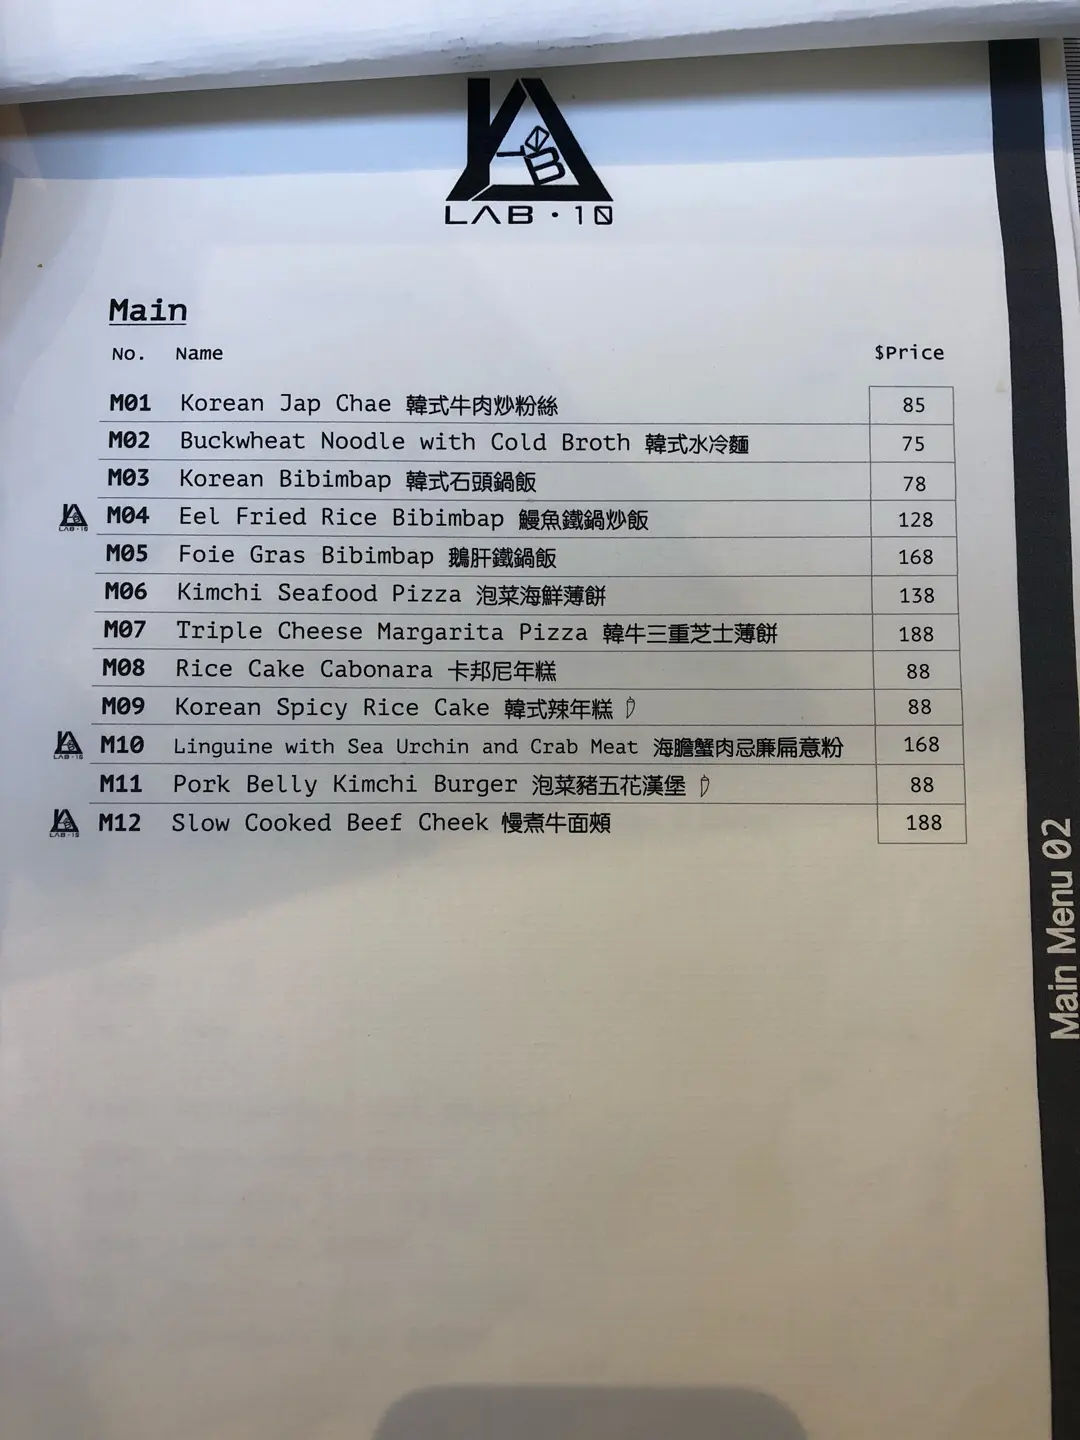 LAB·10
Main
No. Name $Price
M01 Korean Jap Chae 韓式牛肉炒粉絲 85
M02 Buckwheat Noodle with Cold Broth 韓式水冷麵 75
M03 Korean Bibimbap 韓式石頭鍋飯 78
M04 Eel Fried Rice Bibimbap 鰻魚鐵鍋炒飯 128
M05 Foie Gras Bibimbap 鵝肝鐵鍋飯 168
M06 Kimchi Seafood Pizza 泡菜海鮮薄餅 138
M07 Triple Cheese Margarita Pizza 韓牛三重芝士薄餅 188
M08 Rice Cake Cabonara 卡邦尼年糕 88
M09 Korean Spicy Rice Cake 韓式辣年糕 88
M10 Linguine with Sea Urchin and Crab Meat 海膽蟹肉忌廉扁意粉 168
M11 Pork Belly Kimchi Burger 泡菜豬五花漢堡 88
M12 Slow Cooked Beef Cheek 慢煮牛面頰 188
Main Menu 02